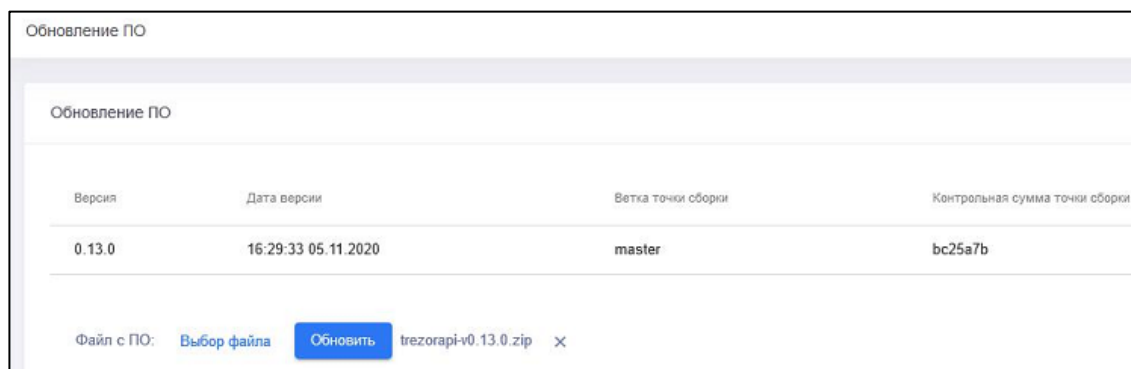 Обновление ПО
Обновление ПО
Версия Дата версии Ветка точки сборки Контрольная сумма точки сборки
0.13.0 16:29:33 05.11.2020 master bc25a7b
Файл с ПО: Выбор файла Обновить trezorapi-v0.13.0.zip ×